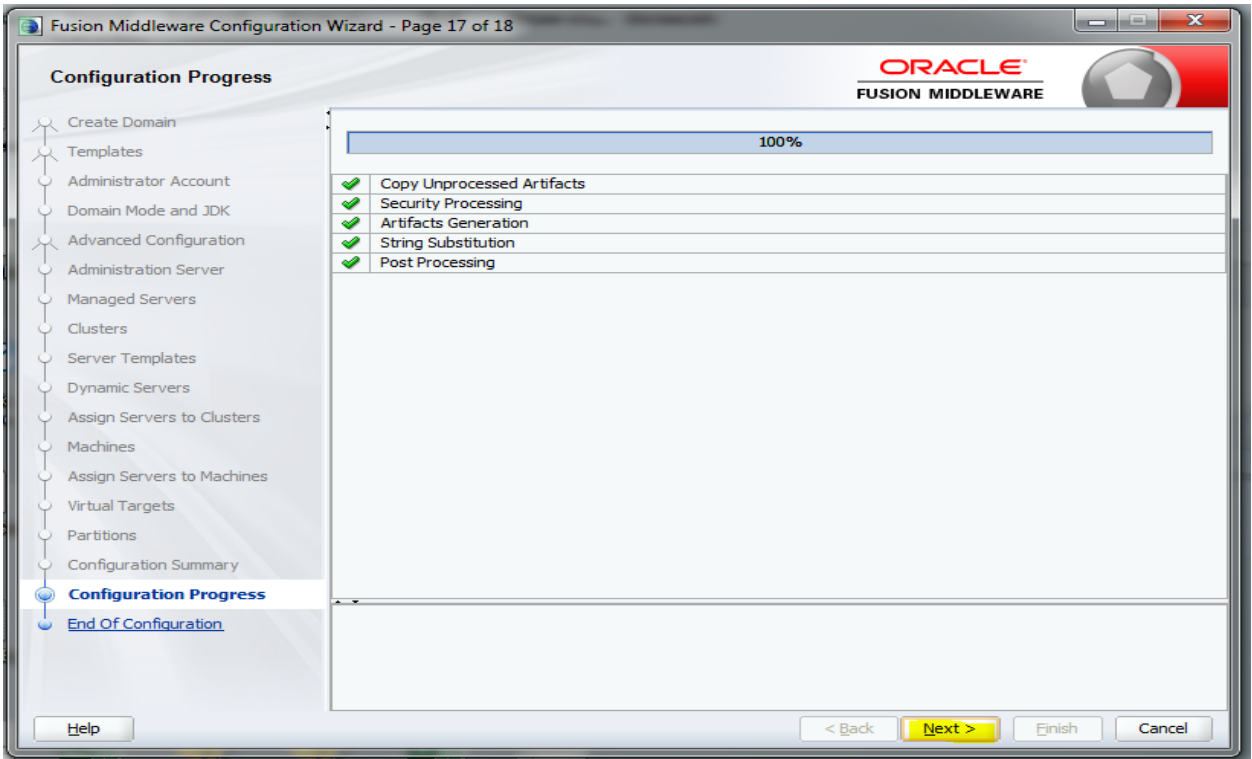 Fusion Middleware Configuration Wizard - Page 17 of 18
Configuration Progress
ORACLE
FUSION MIDDLEWARE
Create Domain
Templates
Administrator Account
Domain Mode and JDK
Advanced Configuration
Administration Server
Managed Servers
Clusters
Server Templates
Dynamic Servers
Assign Servers to Clusters
Machines
Assign Servers to Machines
Virtual Targets
Partitions
Configuration Summary
Configuration Progress
End Of Configuration
100%
Copy Unprocessed Artifacts
Security Processing
Artifacts Generation
String Substitution
Post Processing
Help
< Back
Next >
Finish
Cancel